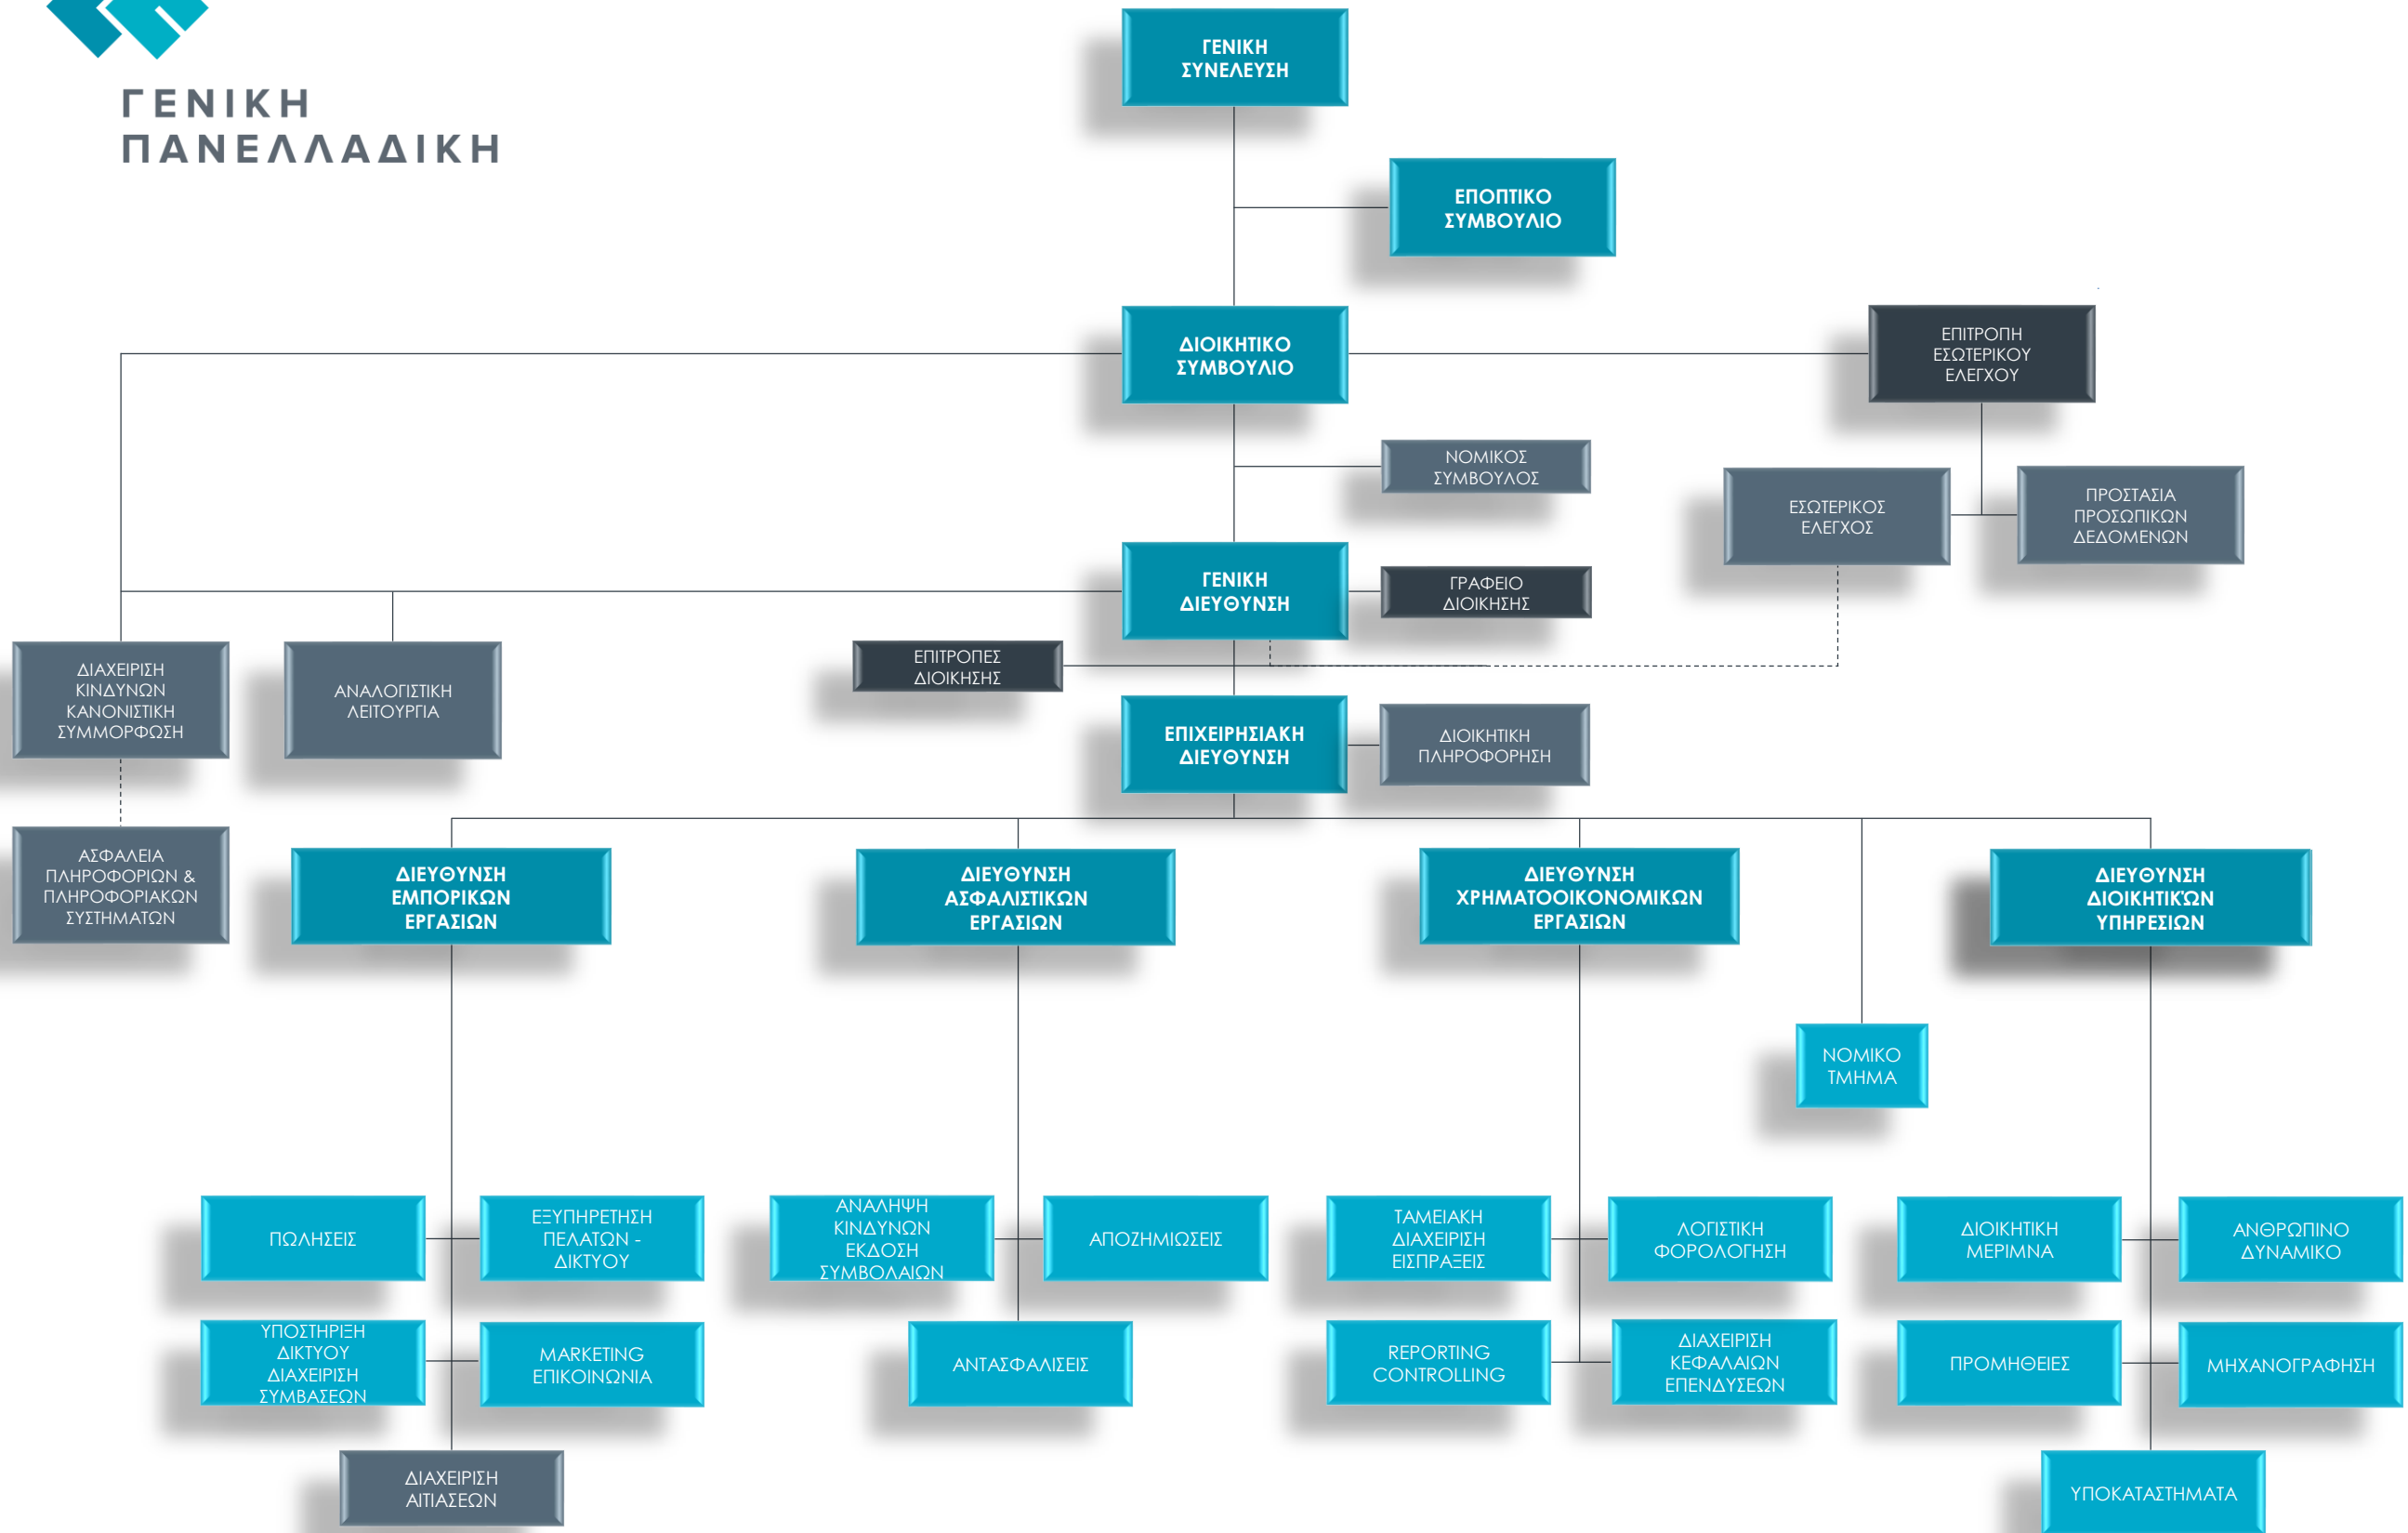 ΓΕΝΙΚΗ
ΠΑΝΕΛΛΑΔΙΚΗ
ΓΕΝΙΚΗ
ΣΥΝΕΛΕΥΣΗ
ΕΠΟΠΤΙΚΟ
ΣΥΜΒΟΥΛΙΟ
ΔΙΟΙΚΗΤΙΚΟ
ΣΥΜΒΟΥΛΙΟ
ΕΠΙΤΡΟΠΗ
ΕΣΩΤΕΡΙΚΟΥ
ΕΛΕΓΧΟΥ
ΝΟΜΙΚΟΣ
ΣΥΜΒΟΥΛΟΣ
ΕΣΩΤΕΡΙΚΟΣ
ΕΛΕΓΧΟΣ
ΠΡΟΣΤΑΣΙΑ
ΠΡΟΣΩΠΙΚΩΝ
ΔΕΔΟΜΕΝΩΝ
ΓΕΝΙΚΗ
ΔΙΕΥΘΥΝΣΗ
ΓΡΑΦΕΙΟ
ΔΙΟΙΚΗΣΗΣ
ΔΙΑΧΕΙΡΙΣΗ
ΚΙΝΔΥΝΩΝ
ΚΑΝΟΝΙΣΤΙΚΗ
ΣΥΜΜΟΡΦΩΣΗ
ΑΝΑΛΟΓΙΣΤΙΚΗ
ΛΕΙΤΟΥΡΓΙΑ
ΕΠΙΤΡΟΠΕΣ
ΔΙΟΙΚΗΣΗΣ
ΕΠΙΧΕΙΡΗΣΙΑΚΗ
ΔΙΕΥΘΥΝΣΗ
ΔΙΟΙΚΗΤΙΚΗ
ΠΛΗΡΟΦΟΡΗΣΗ
ΑΣΦΑΛΕΙΑ
ΠΛΗΡΟΦΟΡΙΩΝ &
ΠΛΗΡΟΦΟΡΙΑΚΩΝ
ΣΥΣΤΗΜΑΤΩΝ
ΔΙΕΥΘΥΝΣΗ
ΕΜΠΟΡΙΚΩΝ
ΕΡΓΑΣΙΩΝ
ΔΙΕΥΘΥΝΣΗ
ΑΣΦΑΛΙΣΤΙΚΩΝ
ΕΡΓΑΣΙΩΝ
ΔΙΕΥΘΥΝΣΗ
ΧΡΗΜΑΤΟΟΙΚΟΝΟΜΙΚΩΝ
ΕΡΓΑΣΙΩΝ
ΔΙΕΥΘΥΝΣΗ
ΔΙΟΙΚΗΤΙΚΏΝ
ΥΠΗΡΕΣΙΩΝ
ΝΟΜΙΚΟ
ΤΜΗΜΑ
ΠΩΛΗΣΕΙΣ
ΕΞΥΠΗΡΕΤΗΣΗ
ΠΕΛΑΤΩΝ -
ΔΙΚΤΥΟΥ
ΑΝΑΛΗΨΗ
ΚΙΝΔΥΝΩΝ
ΕΚΔΟΣΗ
ΣΥΜΒΟΛΑΙΩΝ
ΑΠΟΖΗΜΙΩΣΕΙΣ
ΤΑΜΕΙΑΚΗ
ΔΙΑΧΕΙΡΙΣΗ
ΕΙΣΠΡΑΞΕΙΣ
ΛΟΓΙΣΤΙΚΗ
ΦΟΡΟΛΟΓΗΣΗ
ΔΙΟΙΚΗΤΙΚΗ
ΜΕΡΙΜΝΑ
ΑΝΘΡΩΠΙΝΟ
ΔΥΝΑΜΙΚΟ
ΥΠΟΣΤΗΡΙΞΗ
ΔΙΚΤΥΟΥ
ΔΙΑΧΕΙΡΙΣΗ
ΣΥΜΒΑΣΕΩΝ
MARKETING
ΕΠΙΚΟΙΝΩΝΙΑ
ΑΝΤΑΣΦΑΛΙΣΕΙΣ
REPORTING
CONTROLLING
ΔΙΑΧΕΙΡΙΣΗ
ΚΕΦΑΛΑΙΩΝ
ΕΠΕΝΔΥΣΕΩΝ
ΠΡΟΜΗΘΕΙΕΣ
ΜΗΧΑΝΟΓΡΑΦΗΣΗ
ΔΙΑΧΕΙΡΙΣΗ
ΑΙΤΙΑΣΕΩΝ
ΥΠΟΚΑΤΑΣΤΗΜΑΤΑ